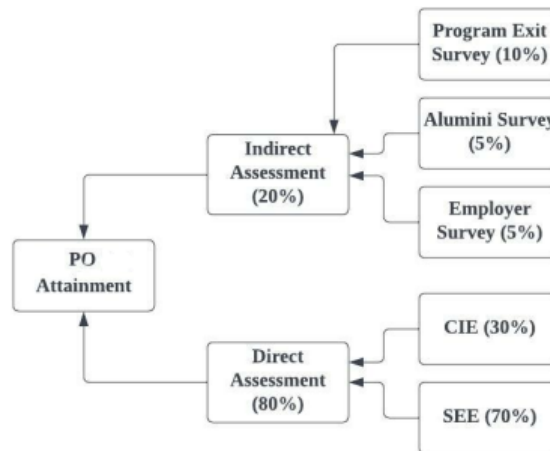 Program Exit
Survey (10%)
Alumini Survey
(5%)
Indirect
Assessment
(20%)
Employer
Survey (5%)
PO
Attainment
CIE (30%)
Direct
Assessment
(80%)
SEE (70%)